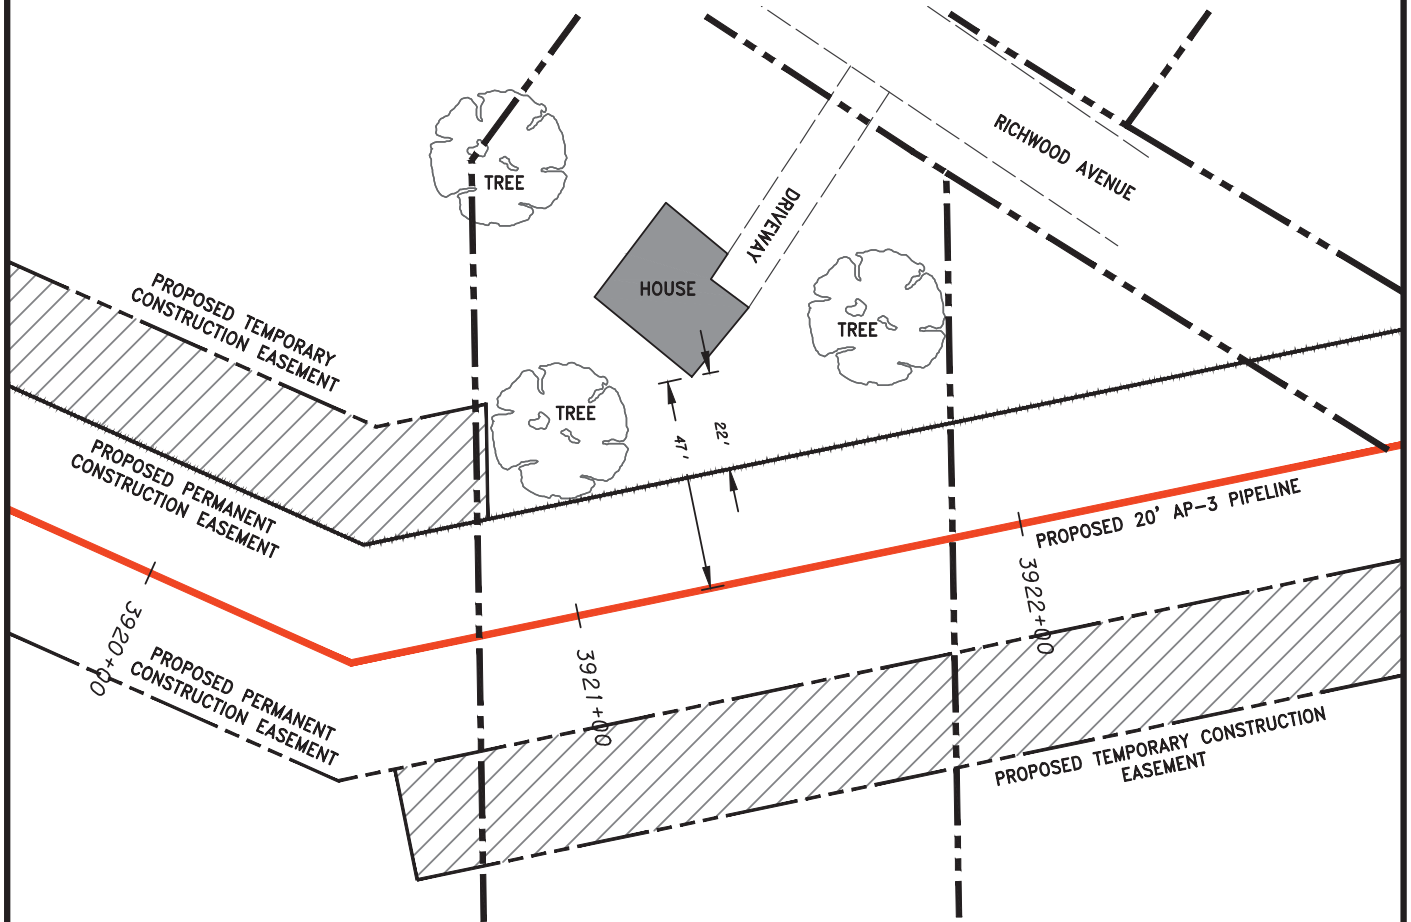 RICHWOOD AVENUE
TREE
DRIVEWAY
HOUSE
TREE
PROPOSED TEMPORARY
CONSTRUCTION EASEMENT
TREE
22'
47'
PROPOSED PERMANENT
CONSTRUCTION EASEMENT
PROPOSED 20' AP-3 PIPELINE
3920+00
3921+00
3922+00
PROPOSED PERMANENT
CONSTRUCTION EASEMENT
PROPOSED TEMPORARY CONSTRUCTION
EASEMENT